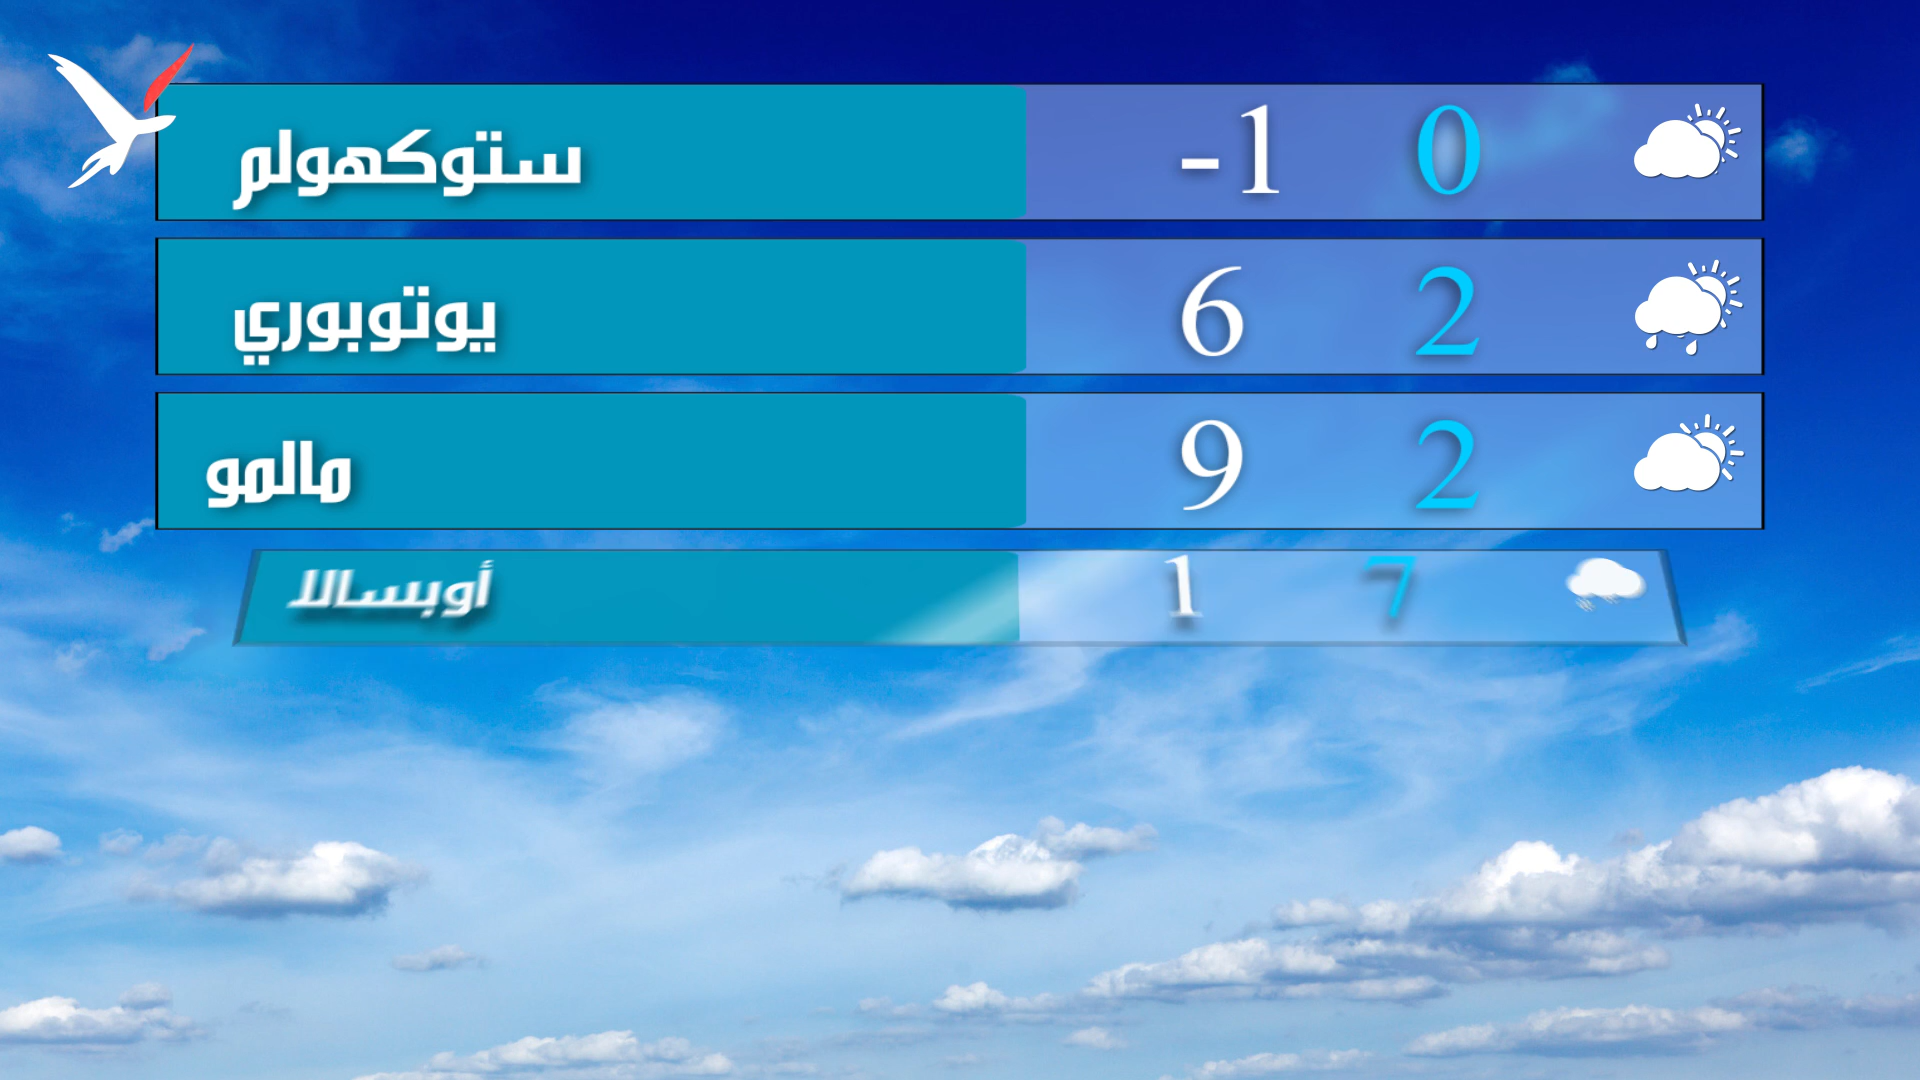 ستوكهولم -1 0
يوتوبوري 6 2
مالمو 9 2
أوبسالا 1 7